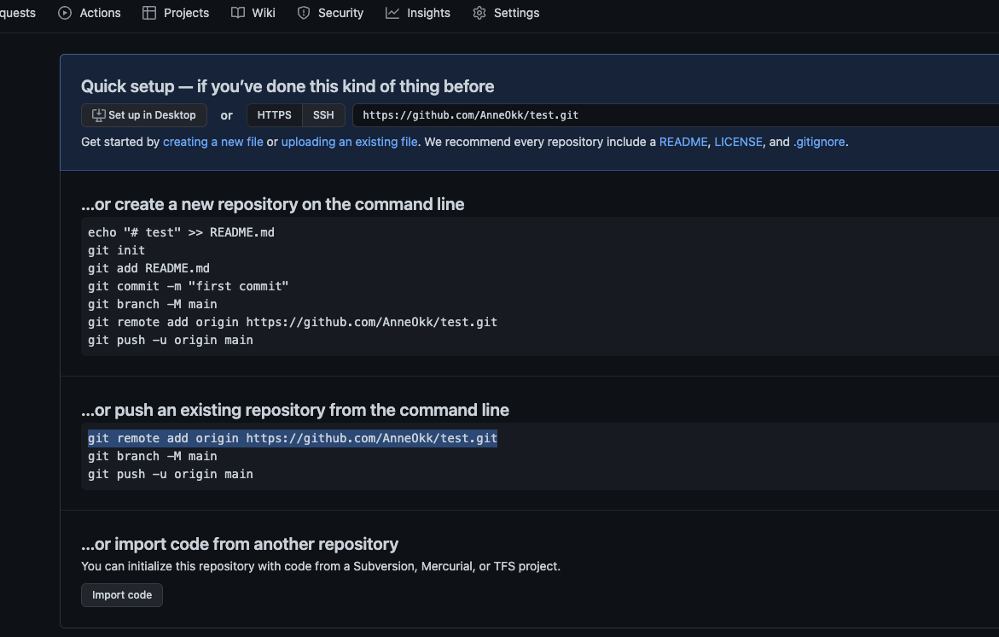 quests Actions Projects Wiki Security Insights Settings
Quick setup — if you’ve done this kind of thing before
Set up in Desktop or HTTPS SSH https://github.com/AnneOkk/test.git
Get started by creating a new file or uploading an existing file. We recommend every repository include a README, LICENSE, and .gitignore.
…or create a new repository on the command line
echo "# test" >> README.md
git init
git add README.md
git commit -m "first commit"
git branch -M main
git remote add origin https://github.com/AnneOkk/test.git
git push -u origin main
…or push an existing repository from the command line
git remote add origin https://github.com/AnneOkk/test.git
git branch -M main
git push -u origin main
…or import code from another repository
You can initialize this repository with code from a Subversion, Mercurial, or TFS project.
Import code